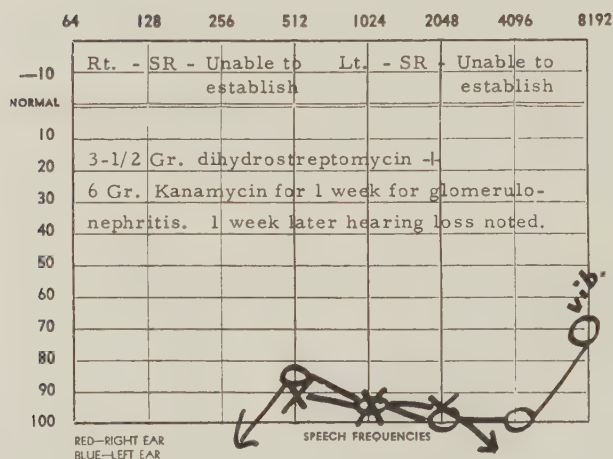 64 128 256 512 1024 2048 4096 8192
Rt. - SR - Unable to establish Lt. - SR - Unable to establish
-10
NORMAL
10
3-1/2 Gr. dihydrostreptomycin +
20
6 Gr. Kanamycin for 1 week for glomerulo-
30
nephritis. 1 week later hearing loss noted.
40
50
60
vib.
70
80
90
100
SPEECH FREQUENCIES
RED—RIGHT EAR
BLUE—LEFT EAR